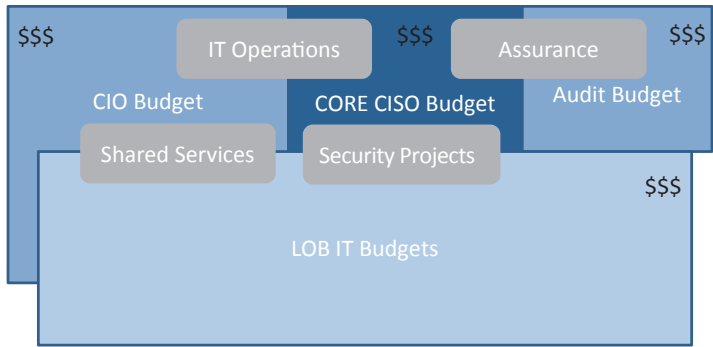 $$$
IT Operations
$$$
Assurance
$$$
CIO Budget
CORE CISO Budget
Audit Budget
Shared Services
Security Projects
$$$
LOB IT Budgets